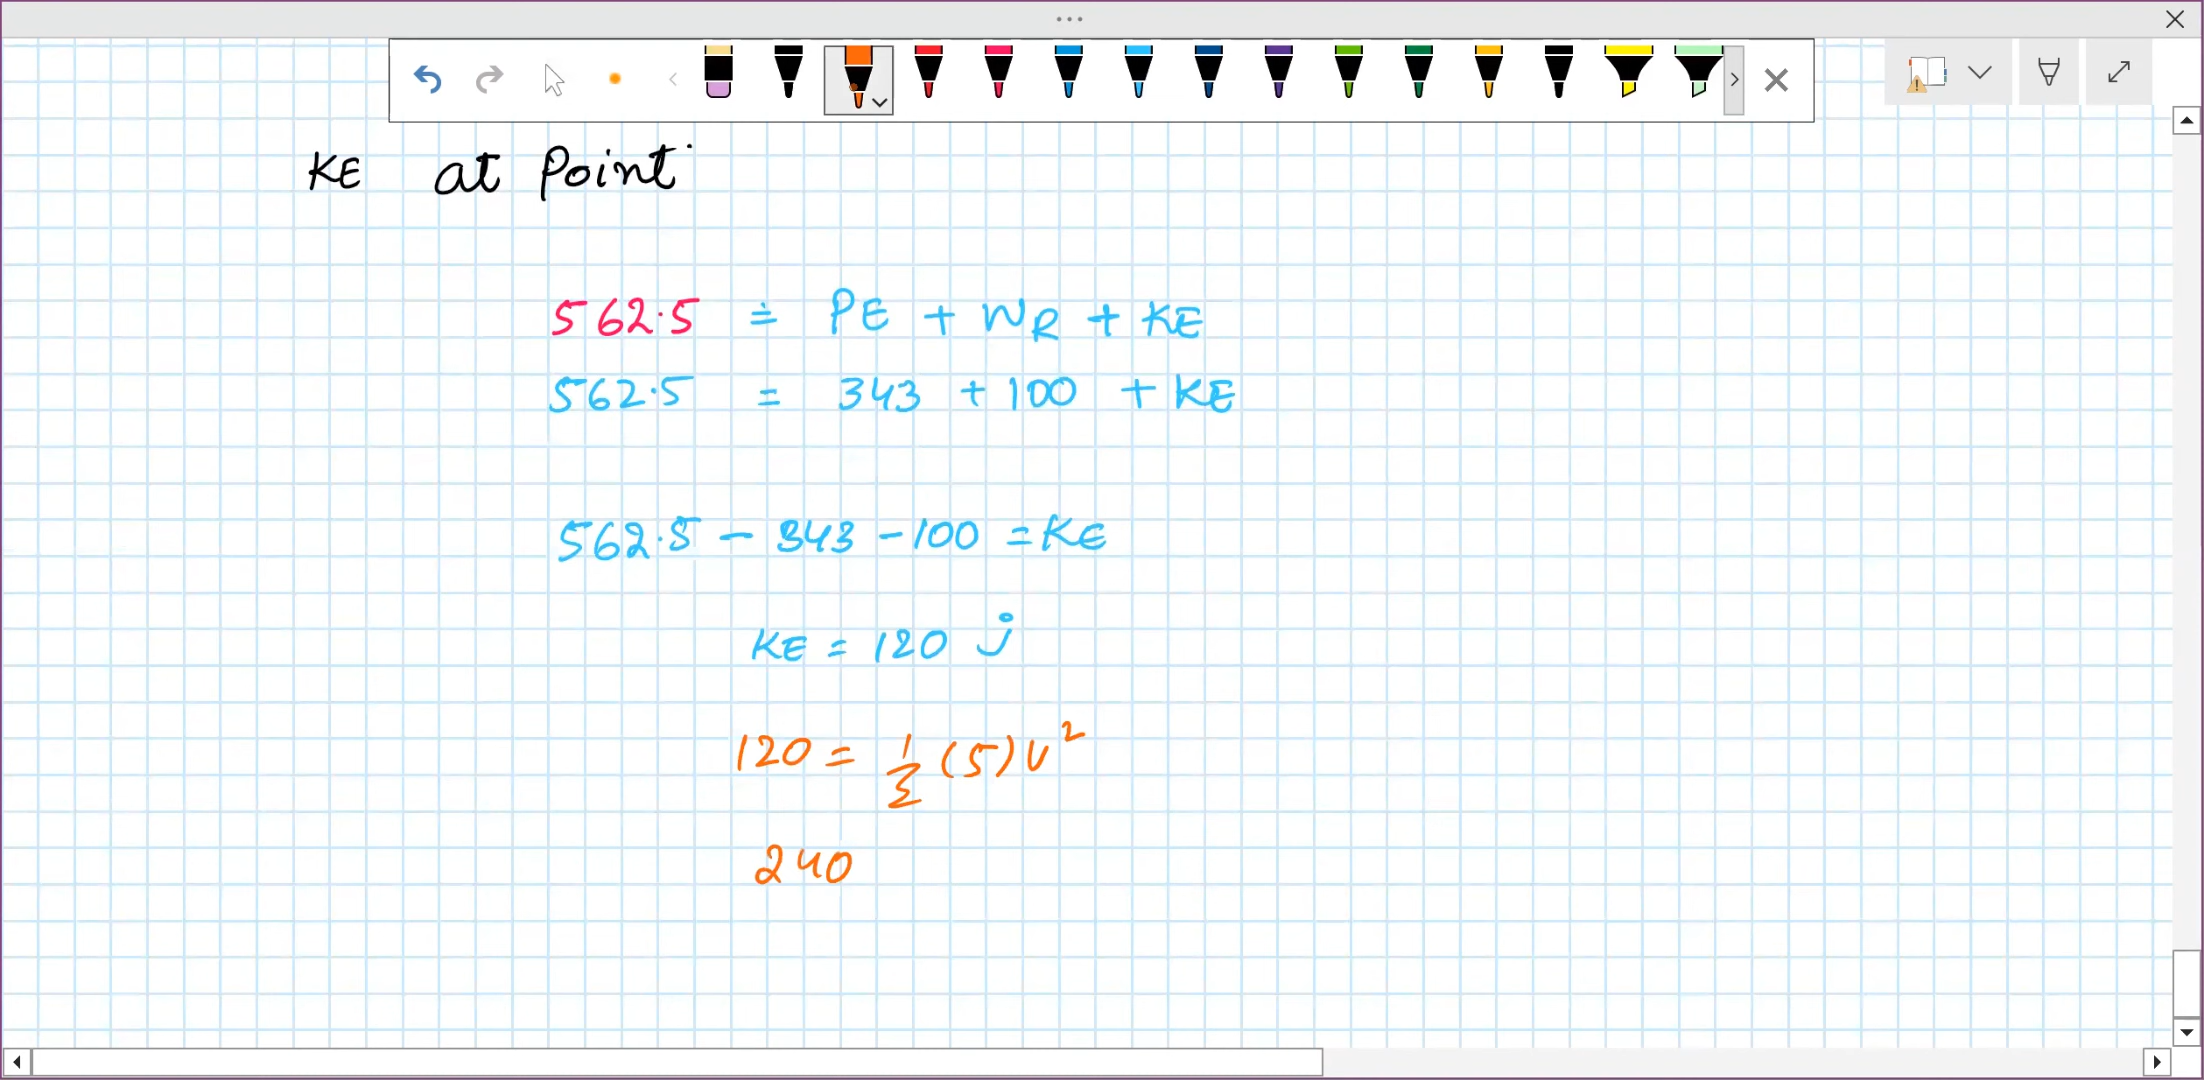 KE at Point
562.5 = PE + WR + KE
562.5 = 343 + 100 + KE
562.5 - 343 - 100 = KE
KE = 120 j
120 = 1/2 (5) v²
240